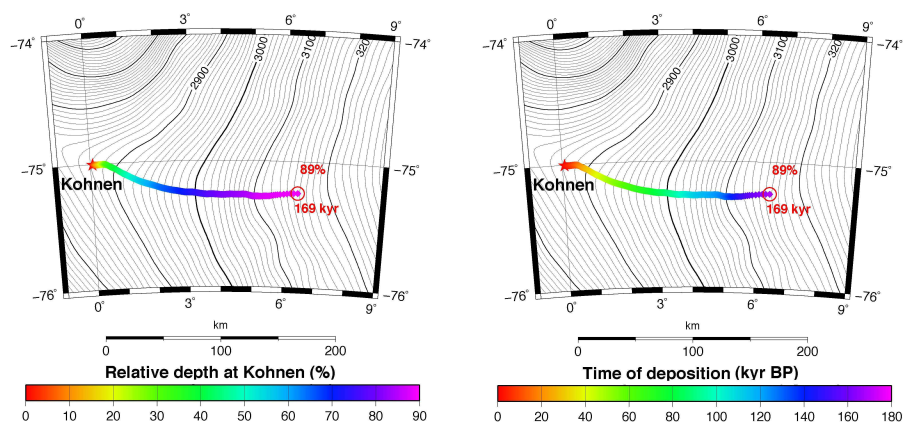 0° 3° 6° 9°
−74° −74°
2900 3000 3100 320
−75° −75°
Kohnen
89%
169 kyr
−76° −76°
0° 3° 6° 9°
km
0 100 200
Relative depth at Kohnen (%)
0 10 20 30 40 50 60 70 80 90
0° 3° 6° 9°
−74° −74°
2900 3000 3100 320
−75° −75°
Kohnen
89%
169 kyr
−76° −76°
0° 3° 6° 9°
km
0 100 200
Time of deposition (kyr BP)
0 20 40 60 80 100 120 140 160 180